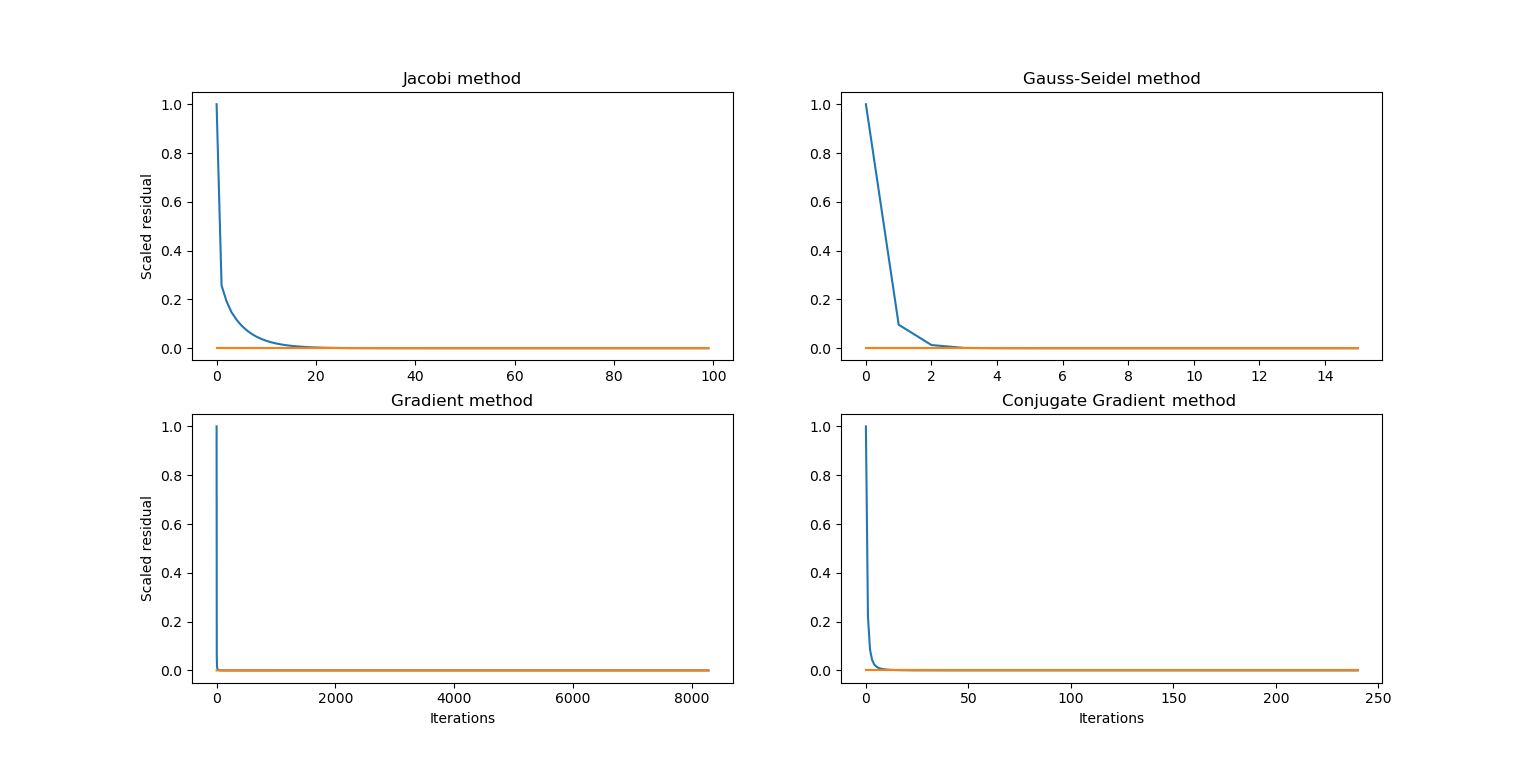 Jacobi method
Scaled residual
1.0
0.8
0.6
0.4
0.2
0.0
0 20 40 60 80 100
Gauss-Seidel method
1.0
0.8
0.6
0.4
0.2
0.0
0 2 4 6 8 10 12 14
Gradient method
Scaled residual
1.0
0.8
0.6
0.4
0.2
0.0
0 2000 4000 6000 8000
Iterations
Conjugate Gradient method
1.0
0.8
0.6
0.4
0.2
0.0
0 50 100 150 200 250
Iterations